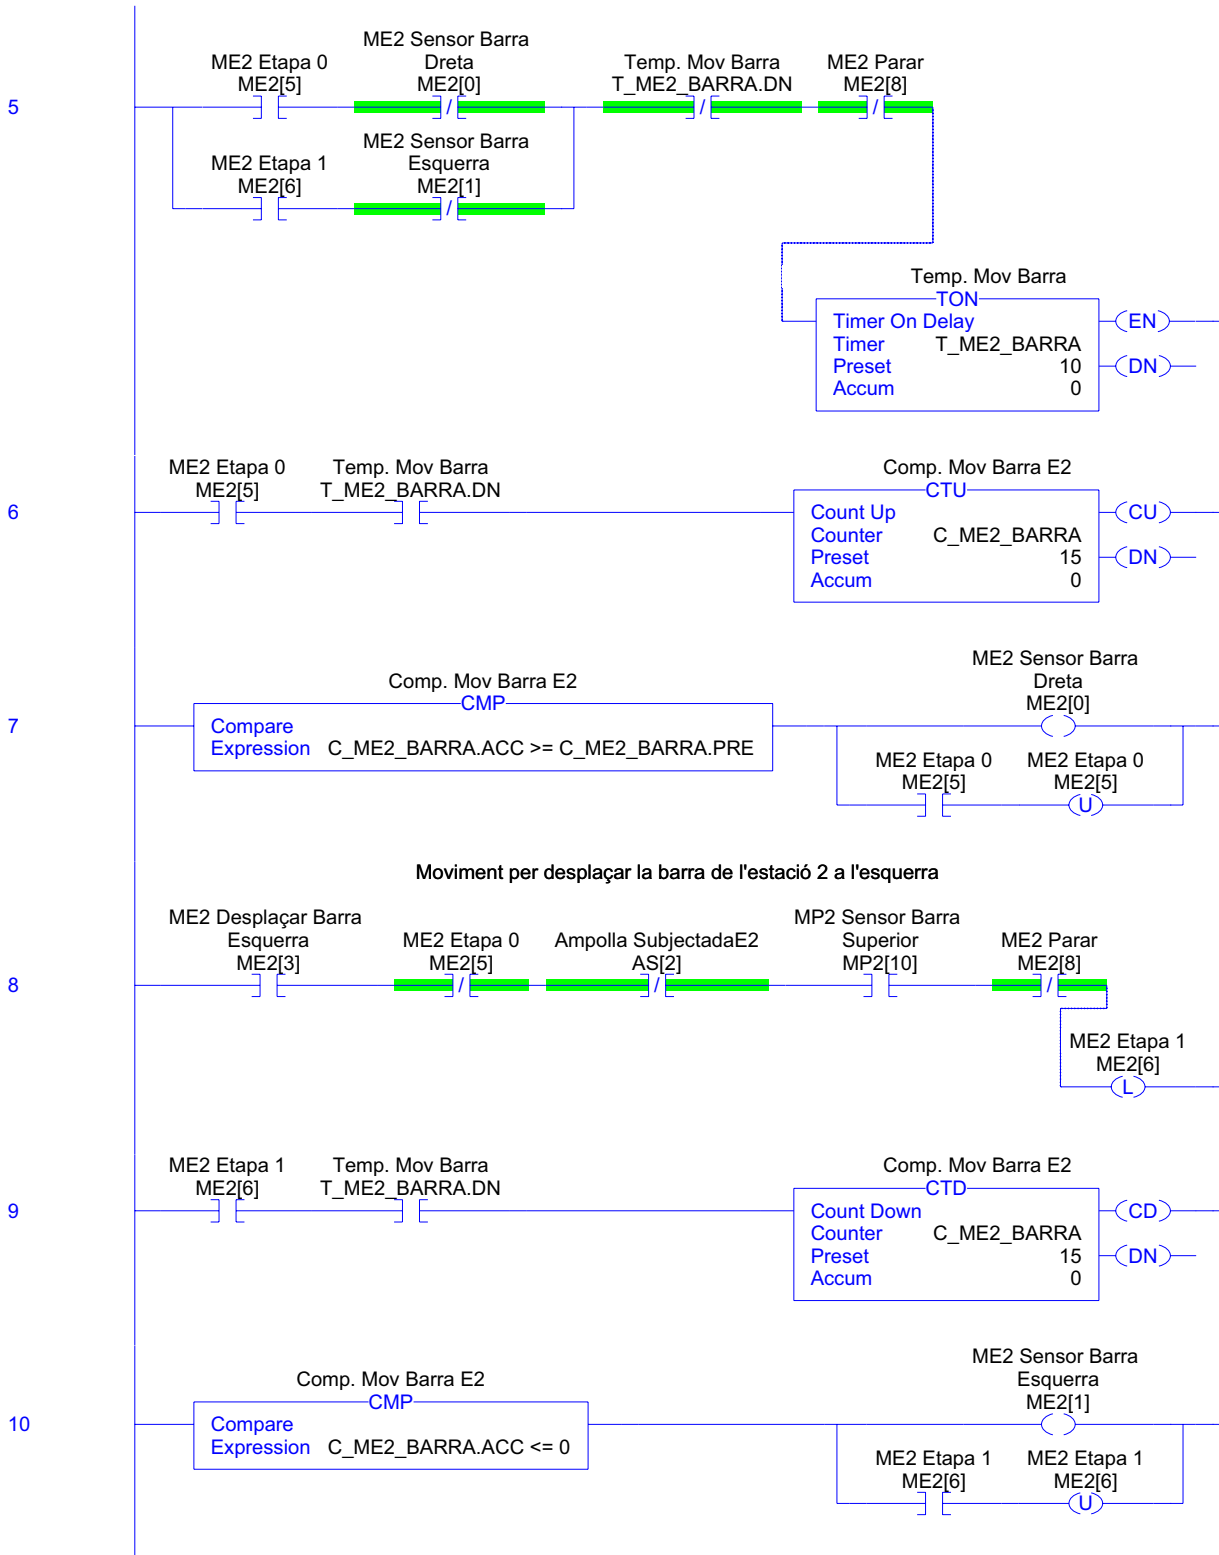 ME2 Sensor Barra
ME2 Etapa 0 Dreta Temp. Mov Barra ME2 Parar
ME2[5] ME2[0] T_ME2_BARRA.DN ME2[8]
5 / / /
ME2 Sensor Barra
ME2 Etapa 1 Esquerra
ME2[6] ME2[1]
/
Temp. Mov Barra
TON
Timer On Delay EN
Timer T_ME2_BARRA
Preset 10 DN
Accum 0
ME2 Etapa 0 Temp. Mov Barra Comp. Mov Barra E2
ME2[5] T_ME2_BARRA.DN CTU
6 Count Up CU
Counter C_ME2_BARRA
Preset 15 DN
Accum 0
ME2 Sensor Barra
Comp. Mov Barra E2 Dreta
CMP ME2[0]
7 Compare
Expression C_ME2_BARRA.ACC >= C_ME2_BARRA.PRE
ME2 Etapa 0 ME2 Etapa 0
ME2[5] ME2[5]
U
Moviment per desplaçar la barra de l'estació 2 a l'esquerra
ME2 Desplaçar Barra MP2 Sensor Barra
Esquerra ME2 Etapa 0 Ampolla SubjectadaE2 Superior ME2 Parar
ME2[3] ME2[5] AS[2] MP2[10] ME2[8]
8 / / /
ME2 Etapa 1
ME2[6]
L
ME2 Etapa 1 Temp. Mov Barra Comp. Mov Barra E2
ME2[6] T_ME2_BARRA.DN CTD
9 Count Down CD
Counter C_ME2_BARRA
Preset 15 DN
Accum 0
ME2 Sensor Barra
Comp. Mov Barra E2 Esquerra
CMP ME2[1]
10 Compare
Expression C_ME2_BARRA.ACC <= 0
ME2 Etapa 1 ME2 Etapa 1
ME2[6] ME2[6]
U